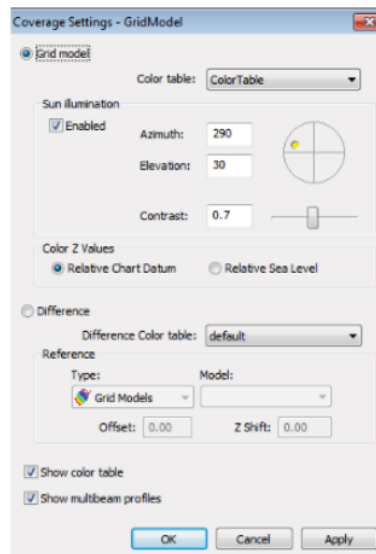 Coverage Settings - GridModel
Grid model
Color table: ColorTable
Sun illumination
Enabled
Azimuth: 290
Elevation: 30
Contrast: 0.7
Color Z Values
Relative Chart Datum Relative Sea Level
Difference
Difference Color table: default
Reference
Type: Model:
Grid Models
Offset: 0.00 Z Shift: 0.00
Show color table
Show multibeam profiles
OK Cancel Apply